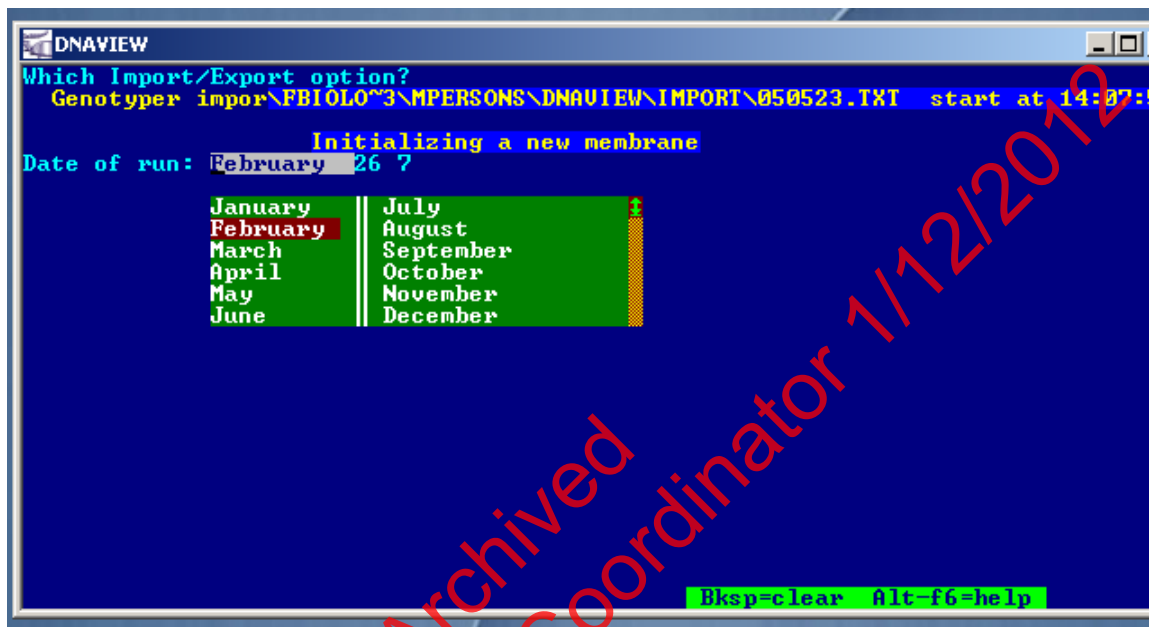 DNAVIEW
Which Import/Export option?
Genotyper impor\FBIOLO~3\MPERSONS\DNAVIEW\IMPORT\050523.TXT start at 14:07:
Initializing a new membrane
Date of run: February 26 7
January July
February August
March September
April October
May November
June December
Bksp=clear Alt-f6=help
Archived
Coordinator 1/12/2012